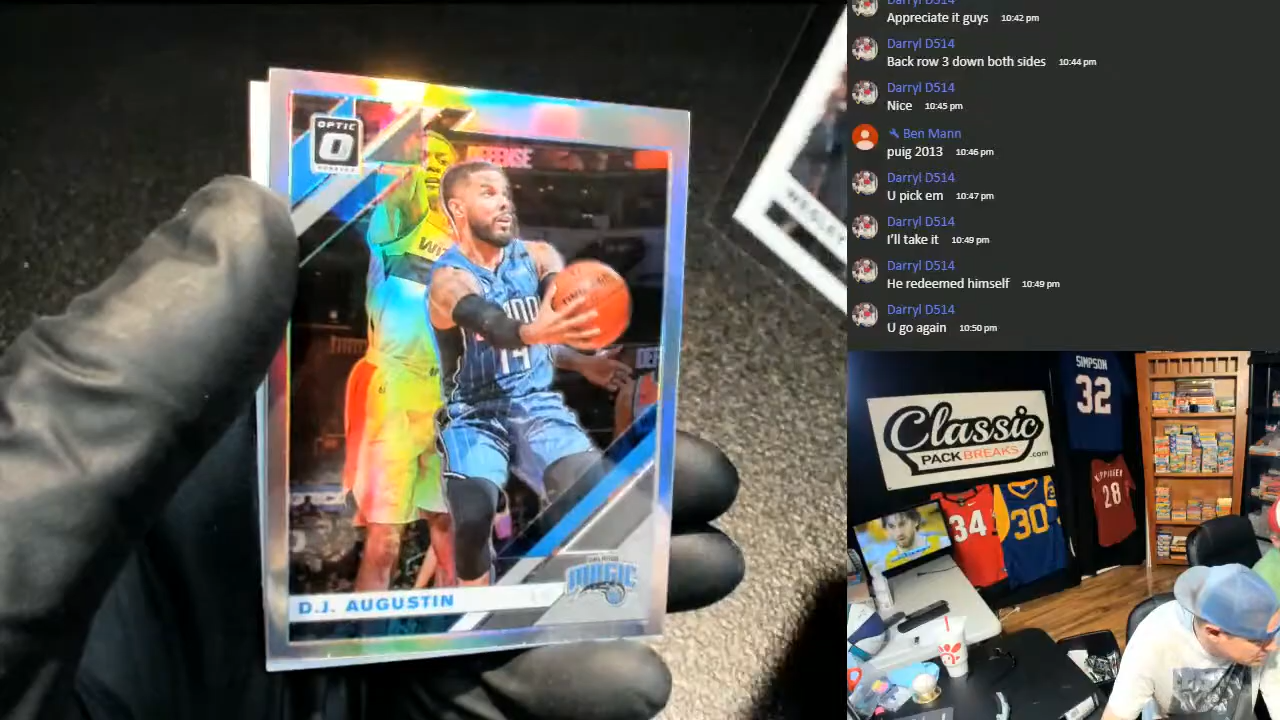 OPTIC
DEFENSE
14
D.J. AUGUSTIN
MAGIC
WESLEY
Darryl D514
Appreciate it guys 10:42 pm
Darryl D514
Back row 3 down both sides 10:44 pm
Darryl D514
Nice 10:45 pm
Ben Mann
puig 2013 10:46 pm
Darryl D514
U pick em 10:47 pm
Darryl D514
I'll take it 10:49 pm
Darryl D514
He redeemed himself 10:49 pm
Darryl D514
U go again 10:50 pm
SIMPSON
32
Classic
PACK BREAKS.com
34
30
28